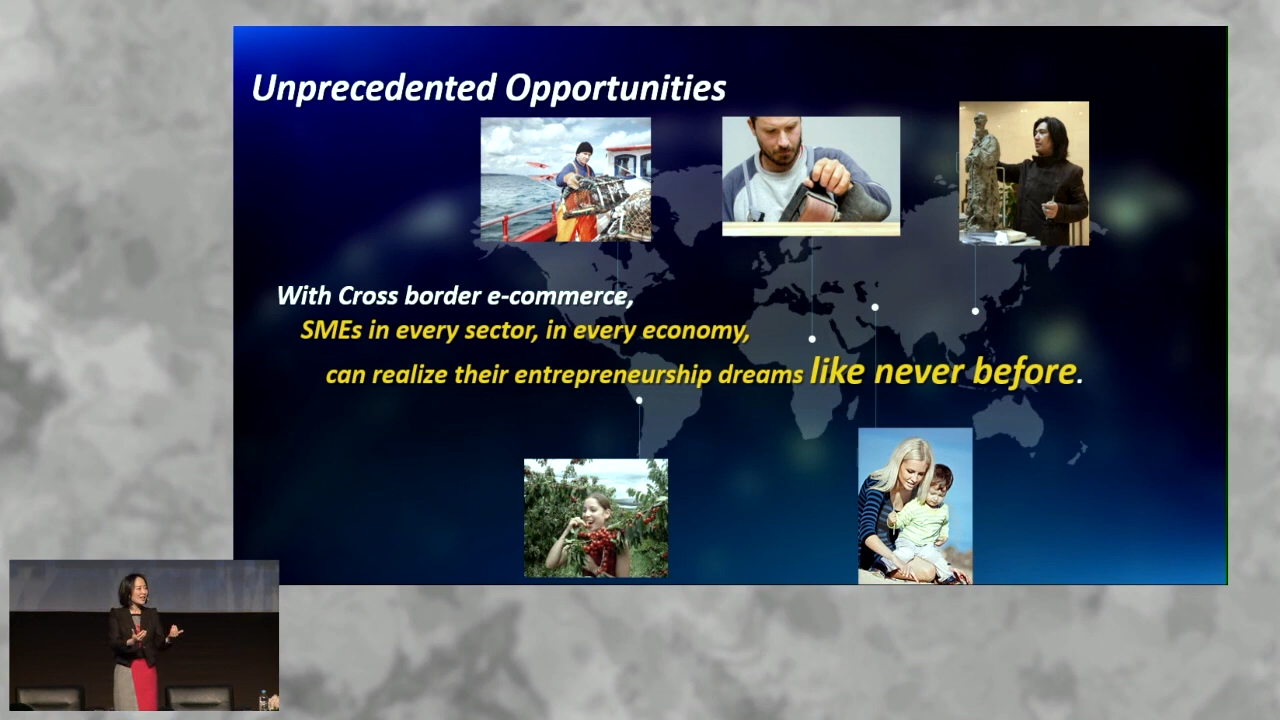 Unprecedented Opportunities
With Cross border e-commerce,
SMEs in every sector, in every economy,
can realize their entrepreneurship dreams like never before.